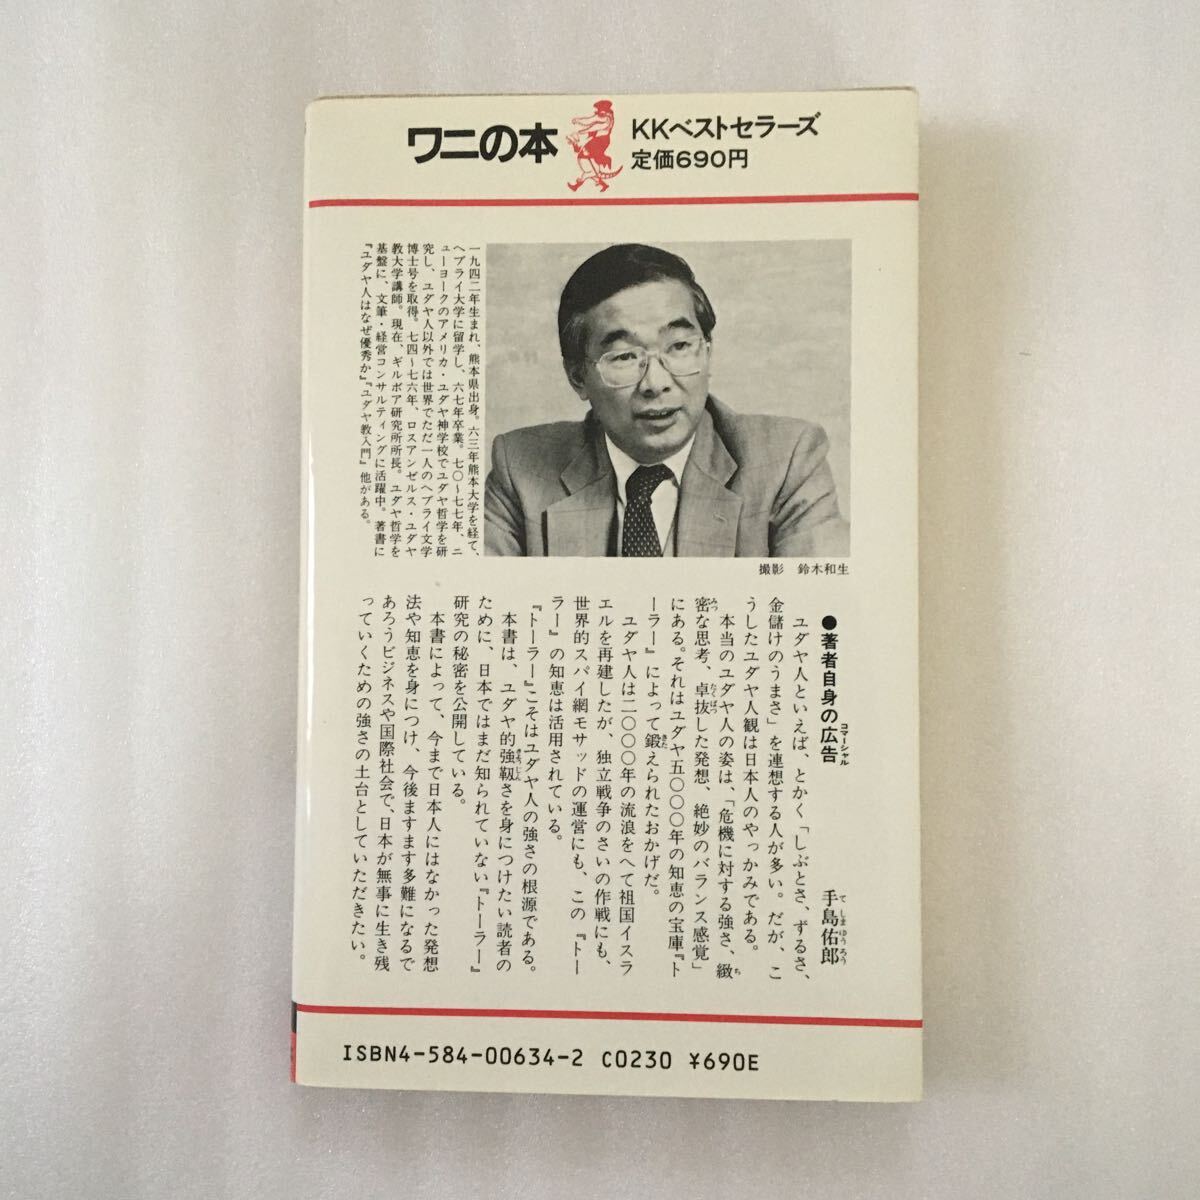 ワニの本
KKベストセラーズ
定価690円
一九四二年生まれ、熊本県出身。六三年熊本大学を経て、
ヘブライ大学に留学し、六七年卒業。七〇〜七七年、ニ
ューヨークのアメリカ・ユダヤ神学校でユダヤ哲学を研
究し、ユダヤ人以外では世界でただ一人のヘブライ文学
博士号を取得。七四〜七六年、ロスアンゼルス・ユダヤ
教大学講師。現在、ギルボア研究所所長。ユダヤ哲学を
基盤に、文筆・経営コンサルティングに活躍中。著書に
『ユダヤ人はなぜ優秀か』『ユダヤ教入門』他がある。
撮影 鈴木和生
●著者自身の広告 手島佑郎
コマーシャル
てしまゆうろう
ユダヤ人といえば、とかく「しぶとさ、ずるさ、
金儲けのうまさ」を連想する人が多い。だが、こ
うしたユダヤ人観は日本人のやっかみである。
本当のユダヤ人の姿は、「危機に対する強さ、緻
密な思考、卓抜した発想、絶妙のバランス感覚」
にある。それはユダヤ五〇〇〇年の知恵の宝庫『ト
ーラー』によって鍛えられたおかげだ。
ユダヤ人は二〇〇〇年の流浪をへて祖国イスラ
エルを再建したが、独立戦争のさいの作戦にも、
世界的スパイ網モサッドの運営にも、この『トー
ラー』の知恵は活用されている。
『トーラー』こそはユダヤ人の強さの根源である。
本書は、ユダヤ的強靱さを身につけたい読者の
ために、日本ではまだ知られていない『トーラー』
研究の秘密を公開している。
本書によって、今まで日本人にはなかった発想
法や知恵を身につけ、今後ますます多難になるで
あろうビジネスや国際社会で、日本が無事に生き残
っていくための強さの土台としていただきたい。
ISBN4-584-00634-2 C0230 ¥690E